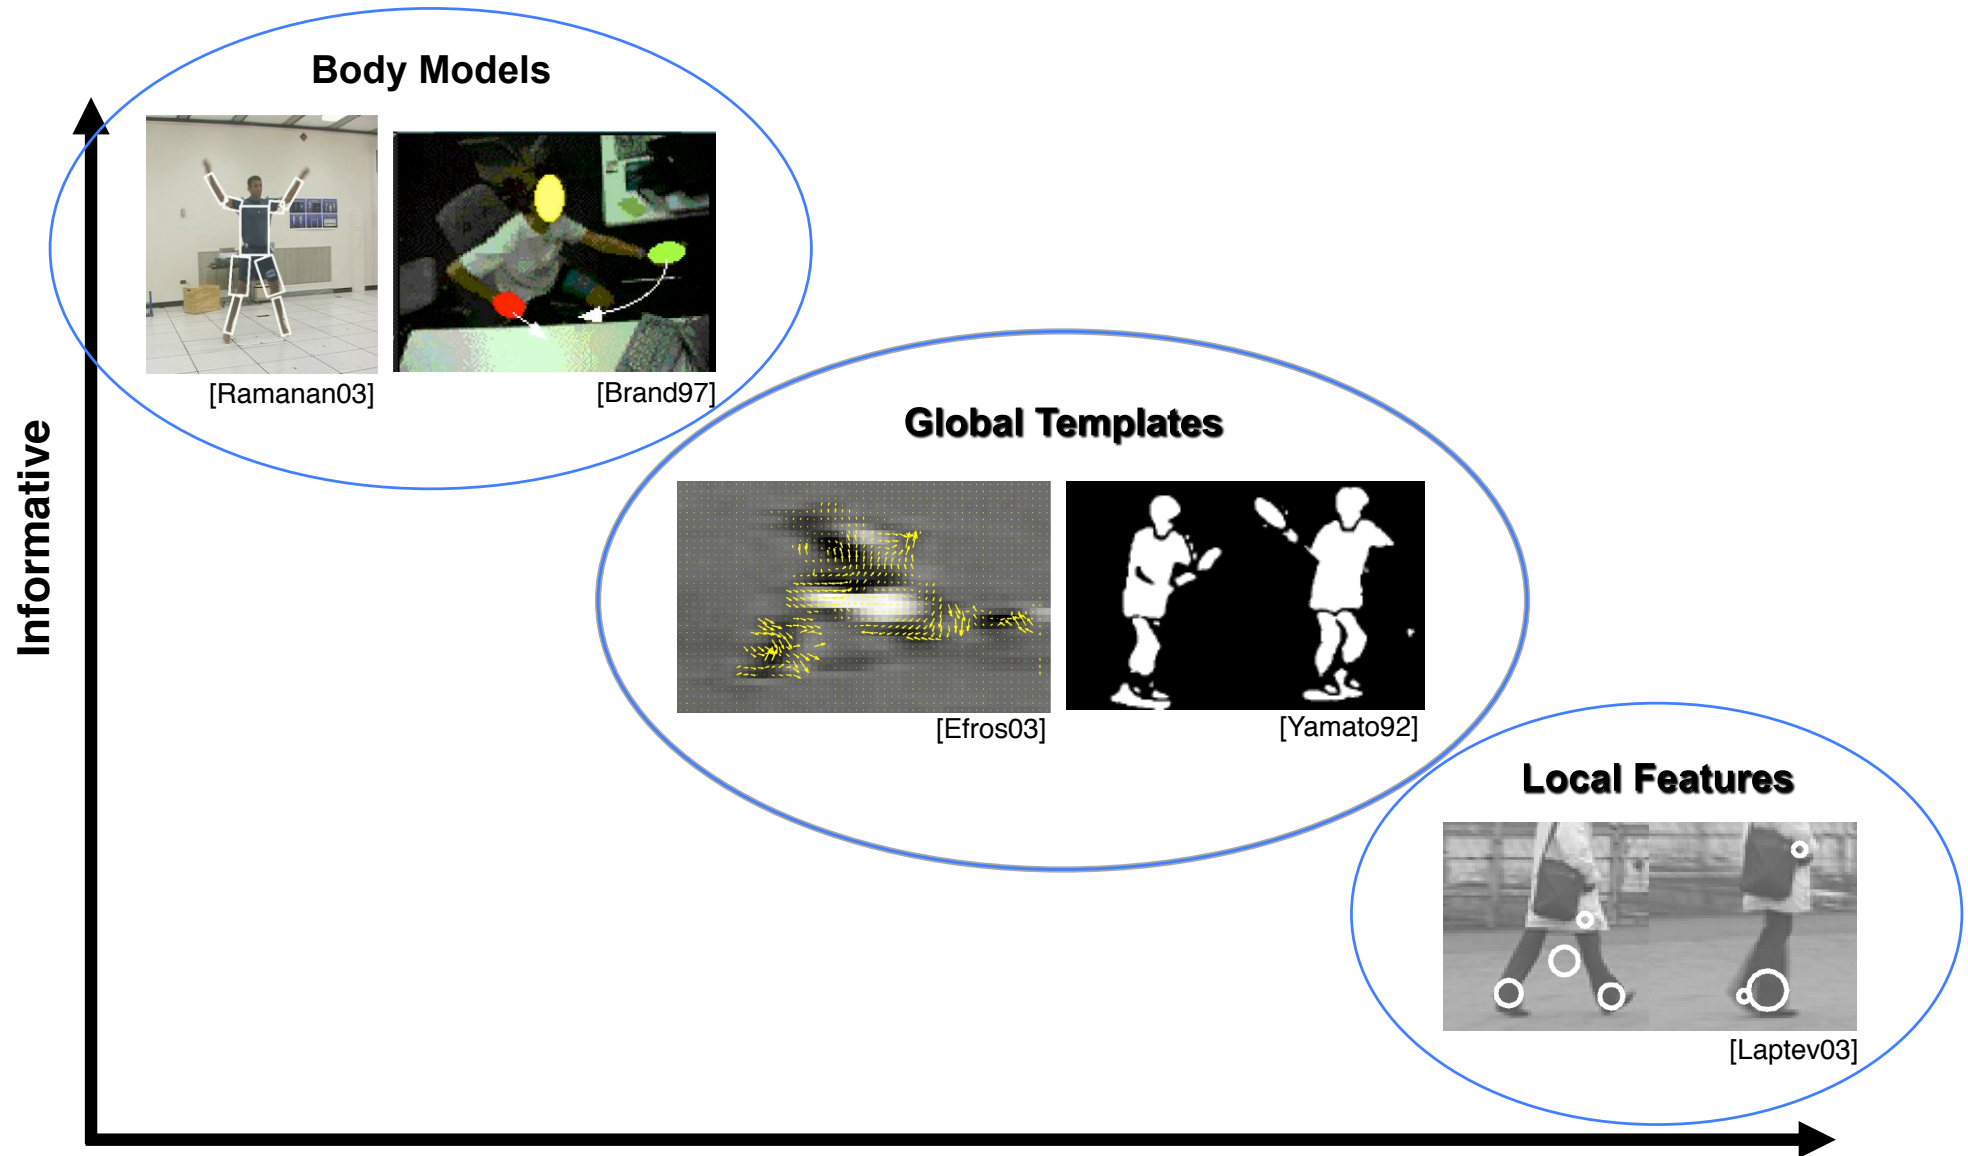 Body Models
[Ramanan03]
[Brand97]
Informative
Global Templates
[Efros03]
[Yamato92]
Local Features
[Laptev03]